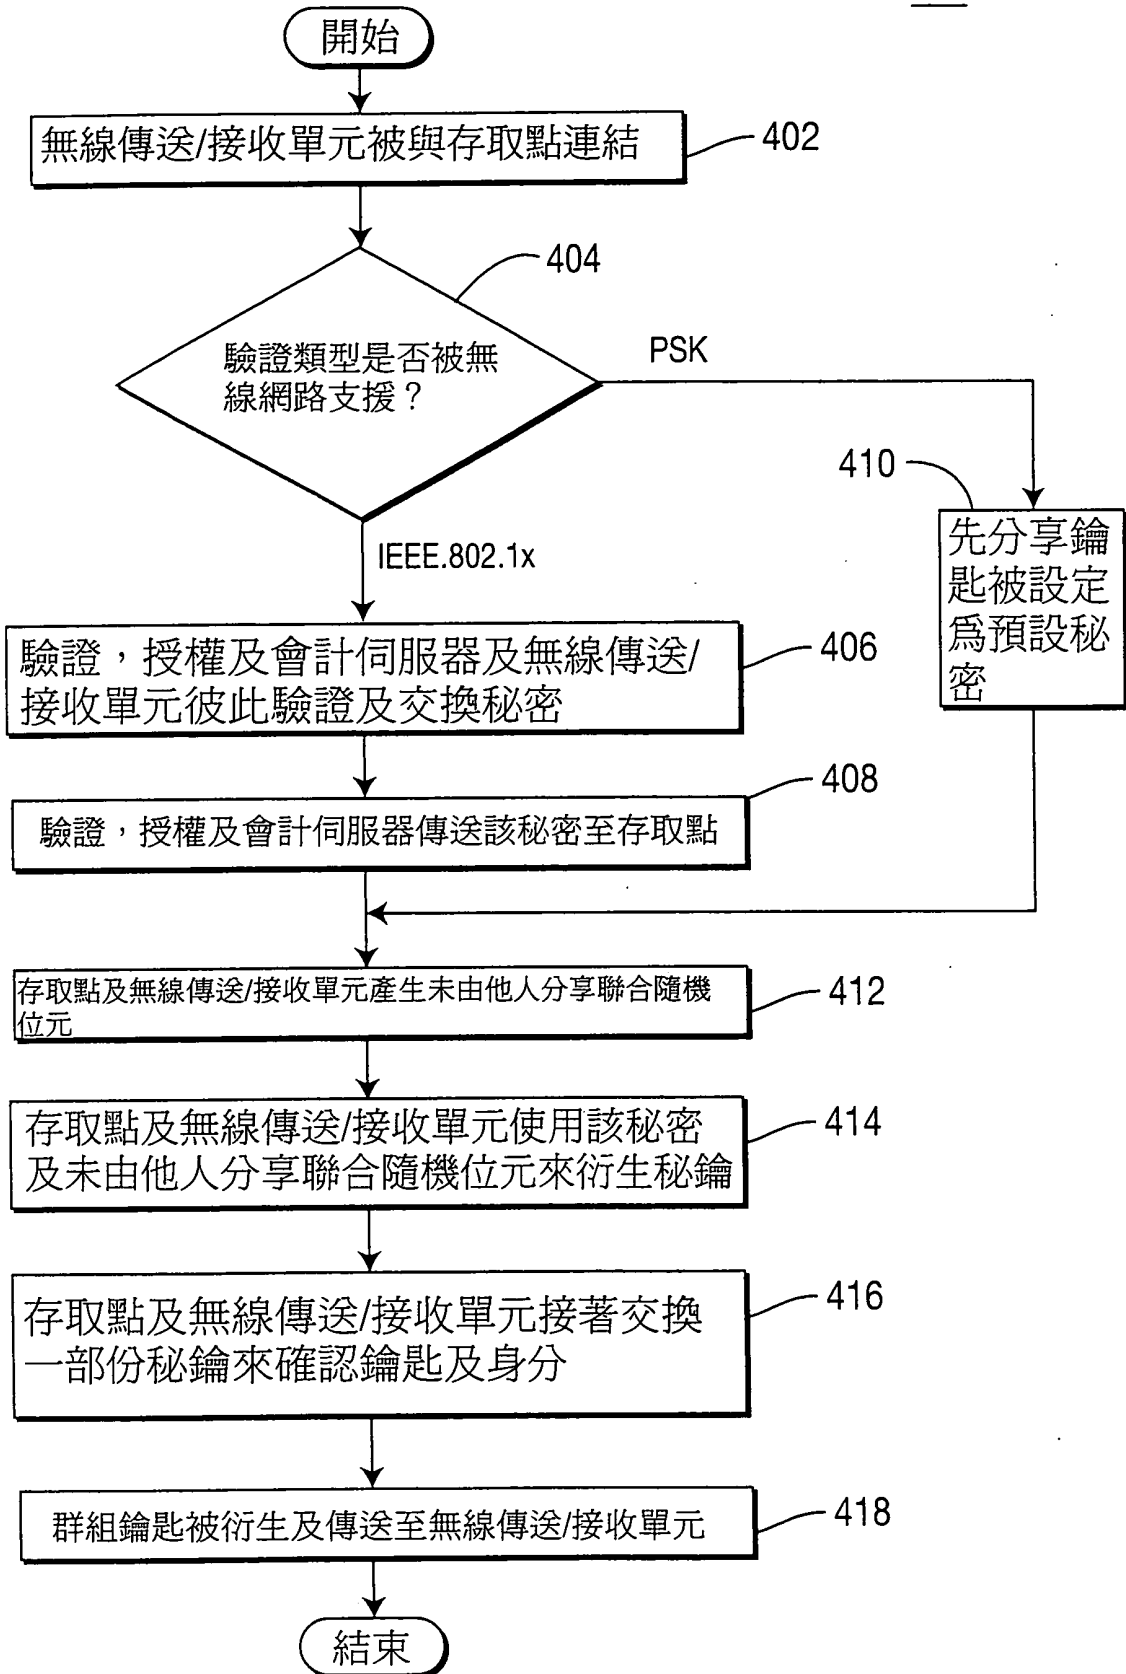 開始
無線傳送/接收單元被與存取點連結
402
404
驗證類型是否被無
線網路支援？
PSK
410
先分享鑰
匙被設定
爲預設秘
密
IEEE.802.1x
驗證，授權及會計伺服器及無線傳送/
接收單元彼此驗證及交換秘密
406
408
驗證，授權及會計伺服器傳送該秘密至存取點
存取點及無線傳送/接收單元產生未由他人分享聯合隨機
位元
412
存取點及無線傳送/接收單元使用該秘密
及未由他人分享聯合隨機位元來衍生秘鑰
414
存取點及無線傳送/接收單元接著交換
一部份秘鑰來確認鑰匙及身分
416
群組鑰匙被衍生及傳送至無線傳送/接收單元
418
結束